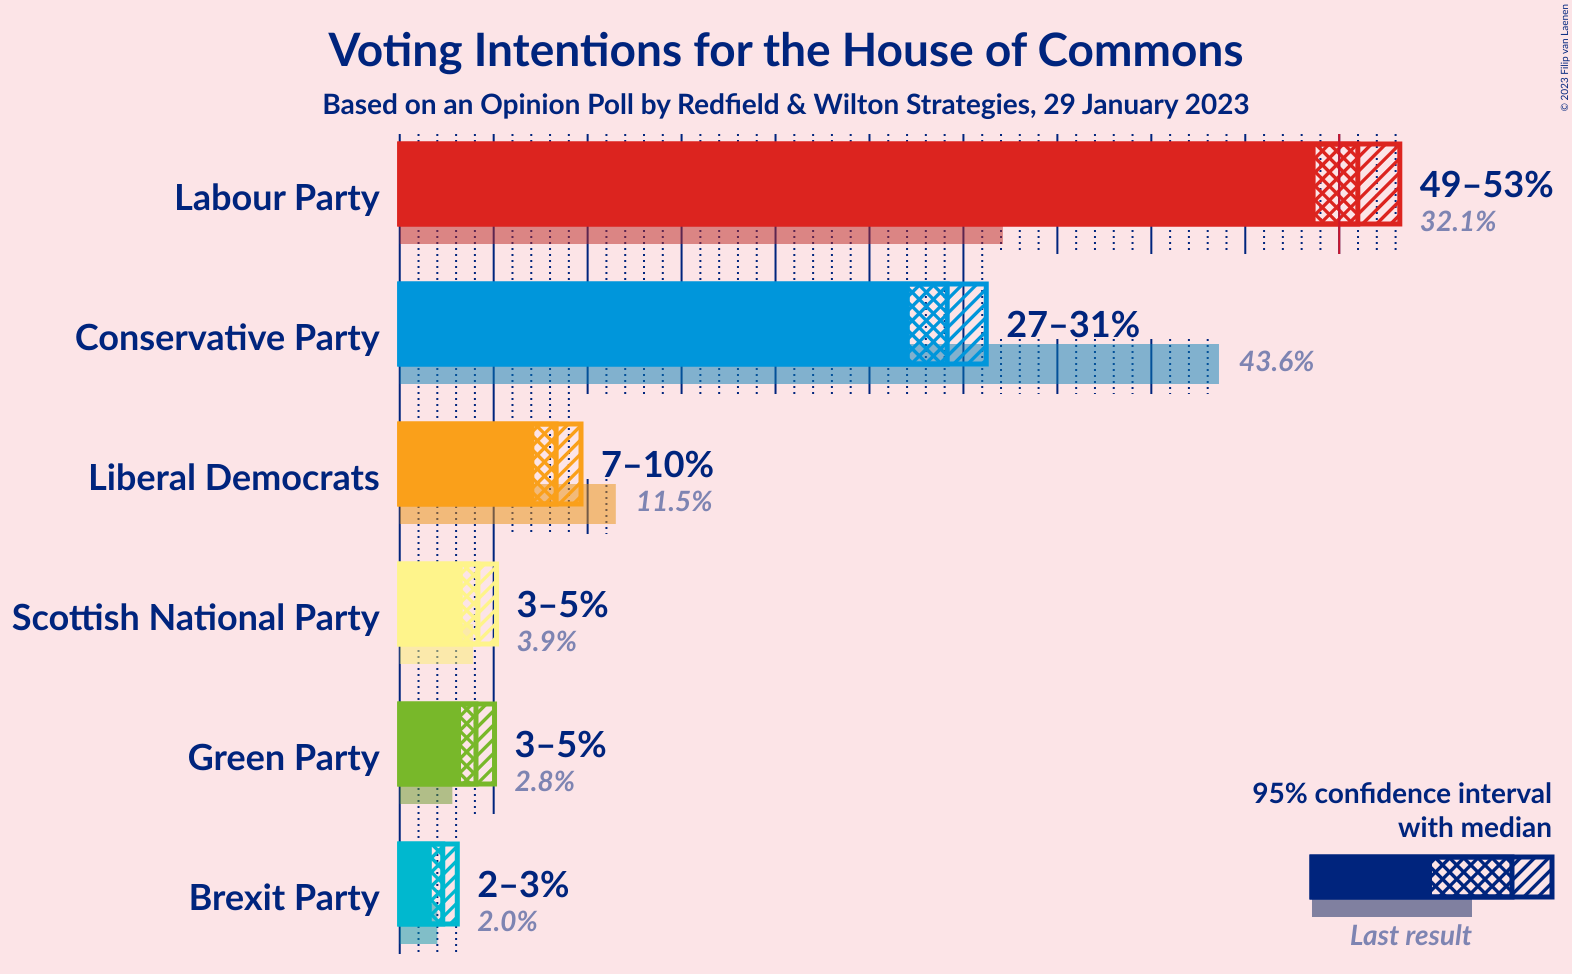 Voting Intentions for the House of Commons
Based on an Opinion Poll by Redfield & Wilton Strategies, 29 January 2023
© 2023 Filip van Laenen
Labour Party
49–53%
32.1%
Conservative Party
27–31%
43.6%
Liberal Democrats
7–10%
11.5%
Scottish National Party
3–5%
3.9%
Green Party
3–5%
2.8%
Brexit Party
2–3%
2.0%
95% confidence interval
with median
Last result